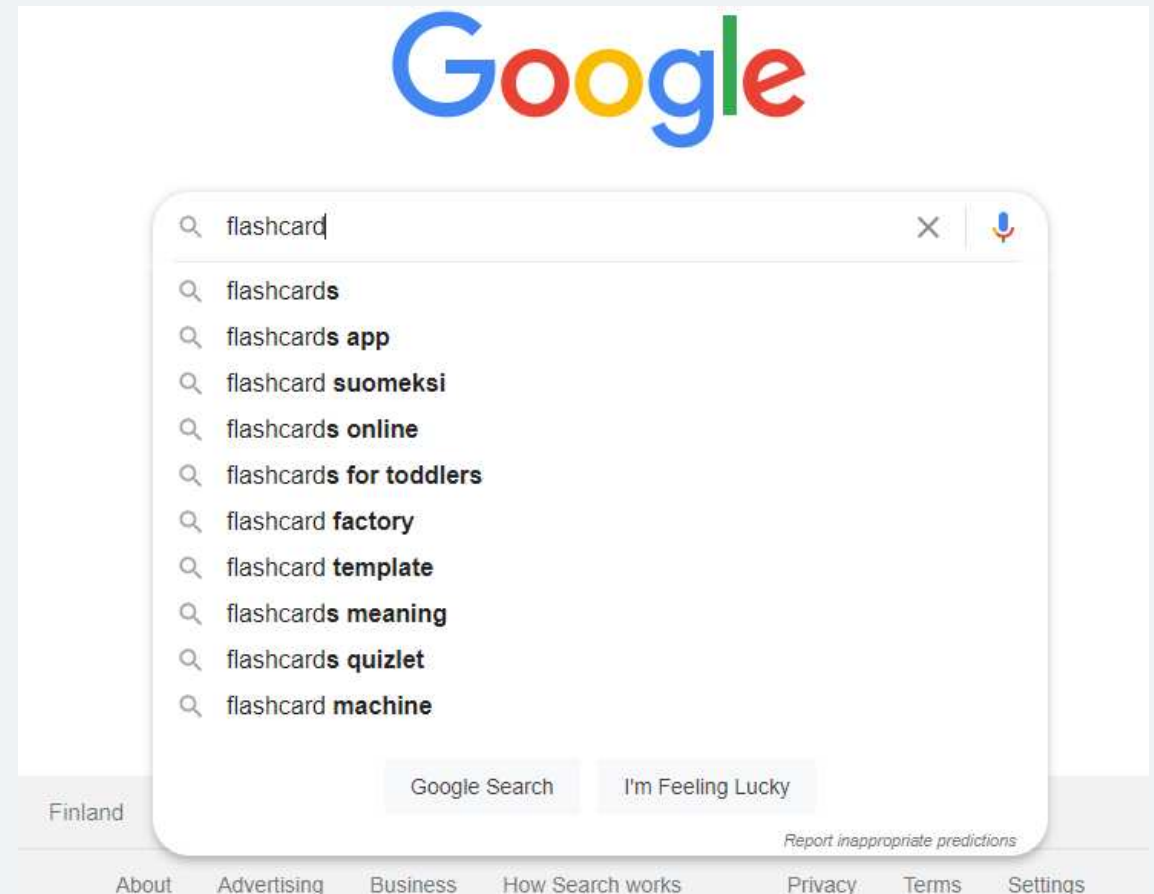 Google
flashcard
flashcards
flashcards app
flashcard suomeksi
flashcards online
flashcards for toddlers
flashcard factory
flashcard template
flashcards meaning
flashcards quizlet
flashcard machine
Google Search I'm Feeling Lucky
Finland
Report inappropriate predictions
About Advertising Business How Search works Privacy Terms Settings